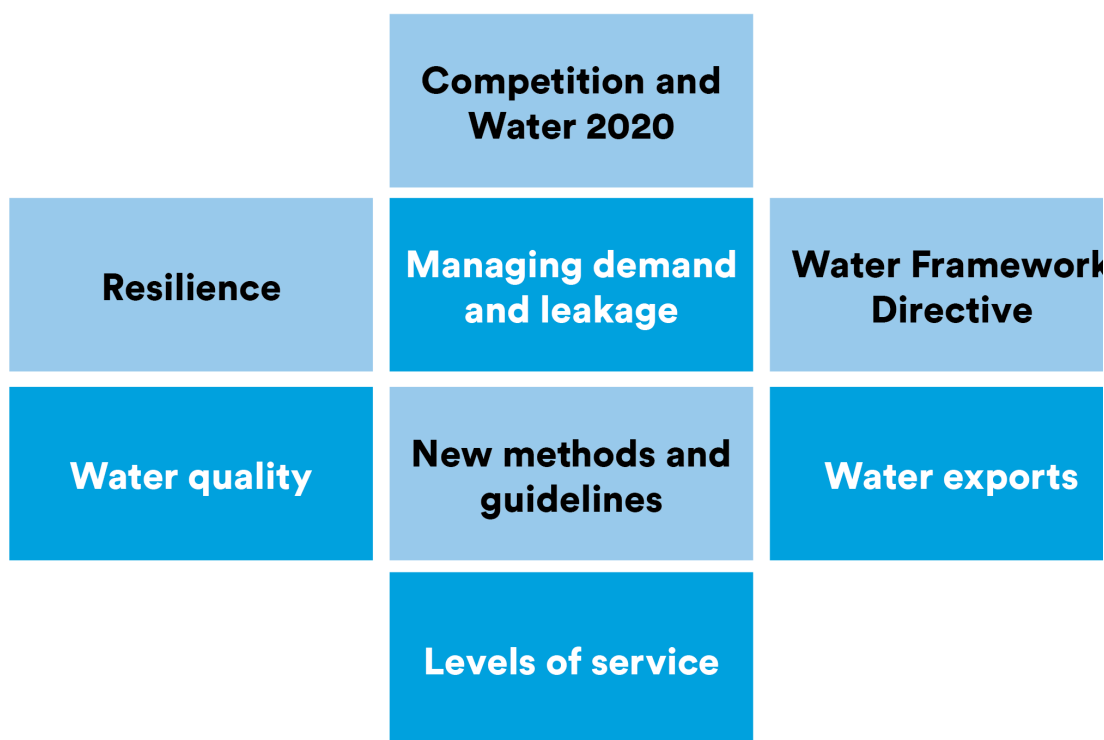 Competition and
Water 2020
Resilience
Managing demand
and leakage
Water Framework
Directive
Water quality
New methods and
guidelines
Water exports
Levels of service